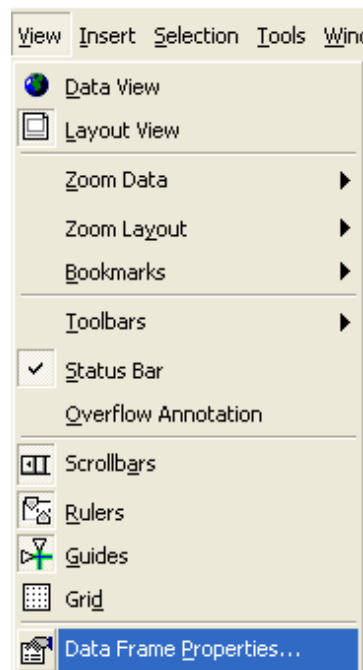 View Insert Selection Tools
Data View
Layout View
Zoom Data
Zoom Layout
Bookmarks
Toolbars
Status Bar
Overflow Annotation
Scrollbars
Rulers
Guides
Grid
Data Frame Properties...